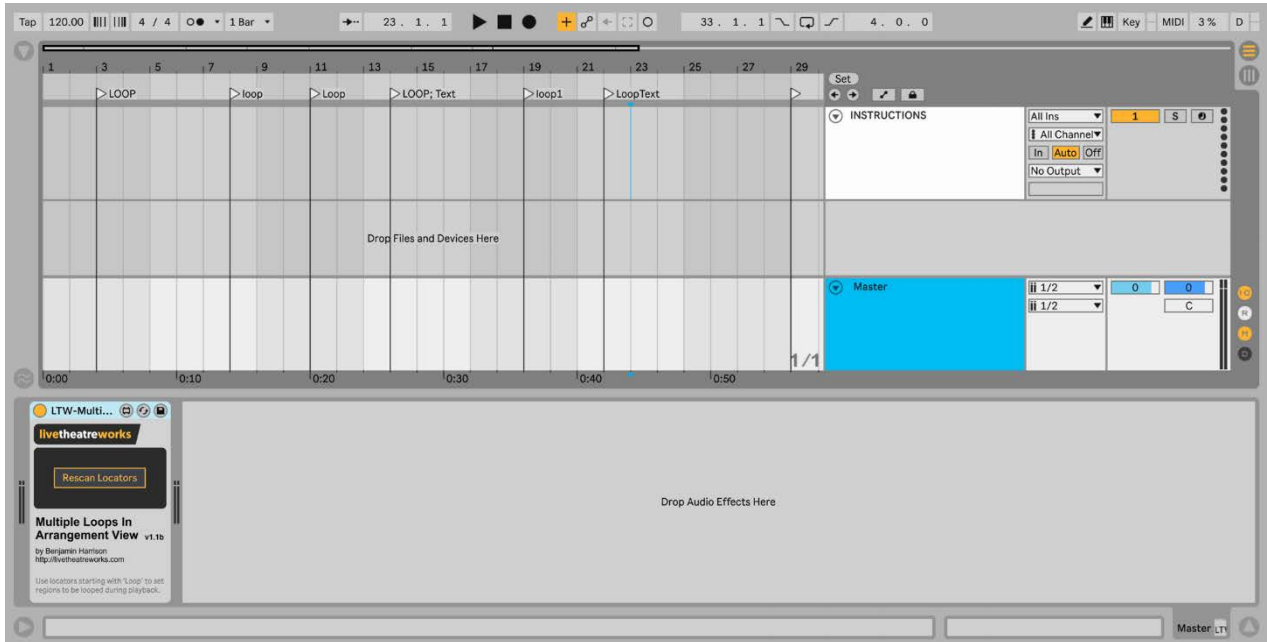 Tap 120.00 4 / 4 1 Bar 23 . 1 . 1 33 . 1 . 1 4 . 0 . 0 Key MIDI 3 % D
1 3 5 7 9 11 13 15 17 19 21 23 25 27 29
Set
LOOP loop Loop LOOP; Text loop1 LoopText
INSTRUCTIONS All Ins 1 S
All Channel
In Auto Off
No Output
Drop Files and Devices Here
Master 1/2 0 0
1/2 C
1/1
0:00 0:10 0:20 0:30 0:40 0:50
I·O
R
M
D
LTW-Multi...
livetheatreworks
Rescan Locators
Drop Audio Effects Here
Multiple Loops In
Arrangement View v1.1b
by Benjamin Harrison
http://livetheatreworks.com
Use locators starting with 'Loop' to set
regions to be looped during playback.
Master LTW